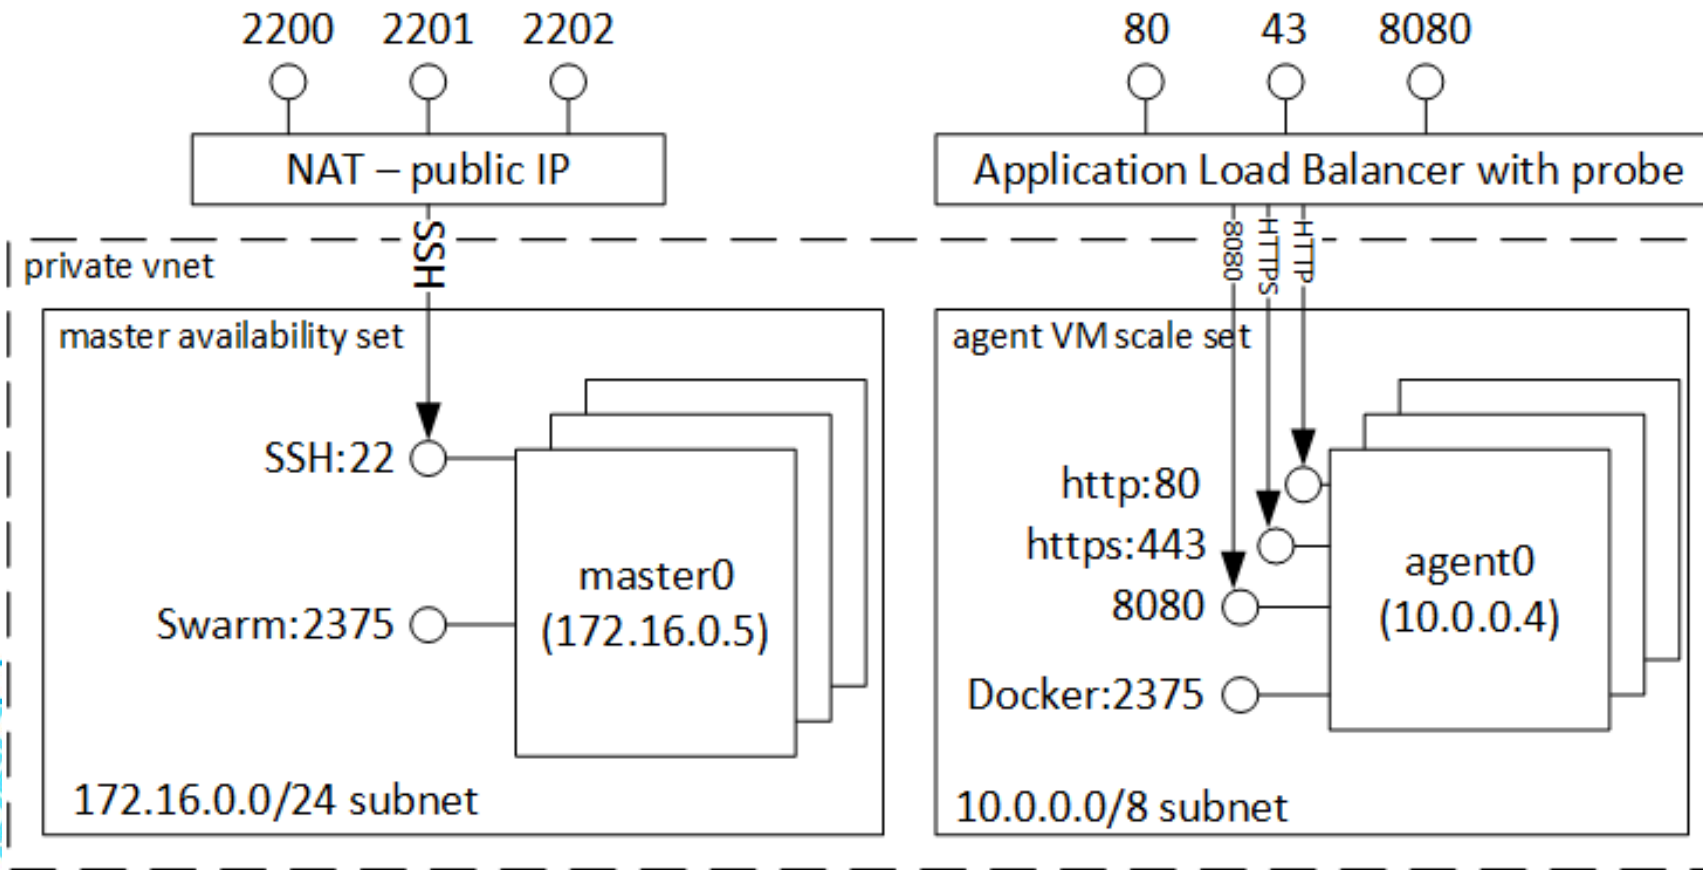 2200 2201 2202
80 43 8080
NAT – public IP
Application Load Balancer with probe
SSH
8080
HTTPS
HTTP
private vnet
master availability set
SSH:22
Swarm:2375
master0
(172.16.0.5)
172.16.0.0/24 subnet
agent VM scale set
http:80
https:443
8080
Docker:2375
agent0
(10.0.0.4)
10.0.0.0/8 subnet